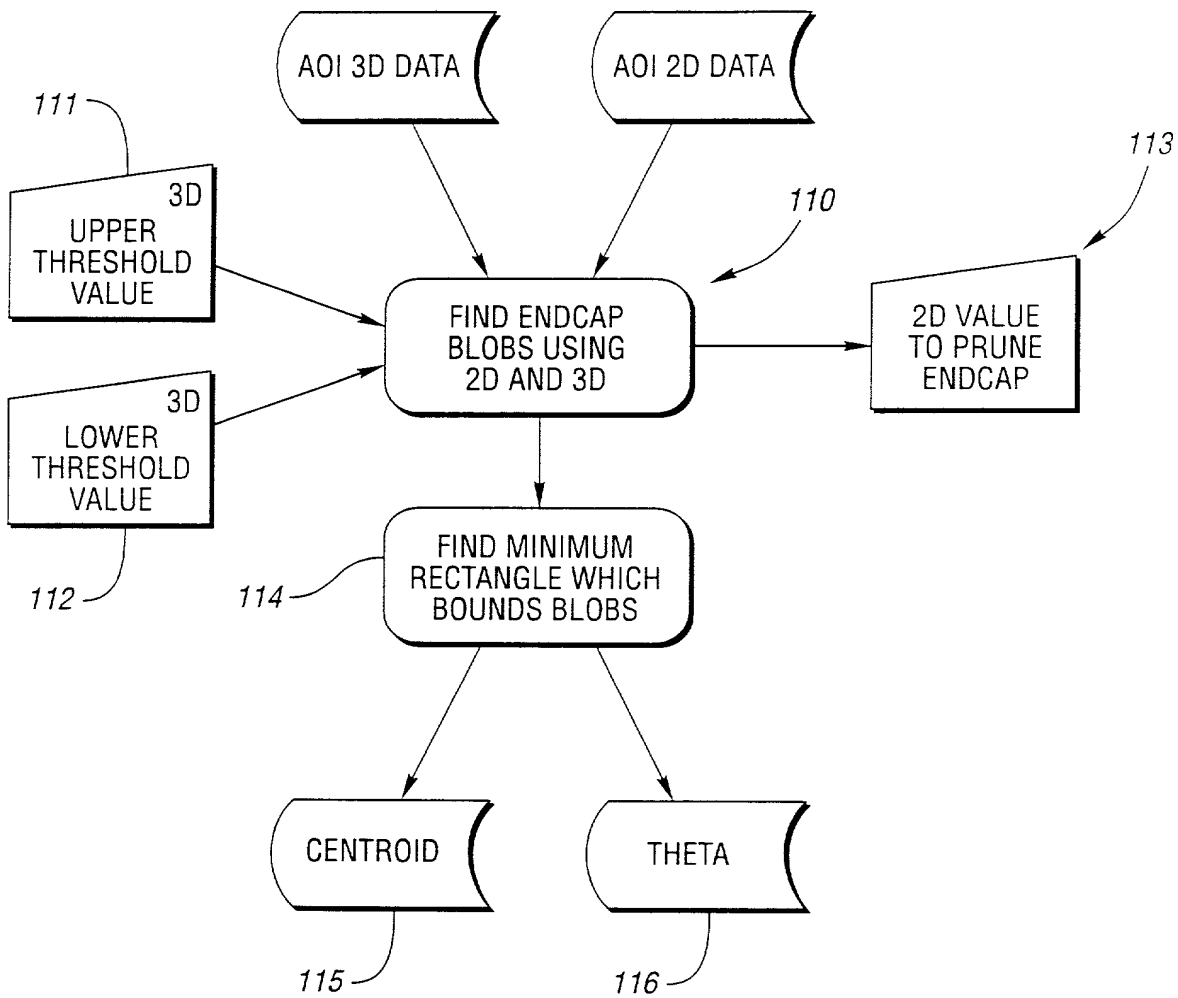 AOI 3D DATA
AOI 2D DATA
111
113
3D
UPPER
THRESHOLD
VALUE
110
FIND ENDCAP
BLOBS USING
2D AND 3D
2D VALUE
TO PRUNE
ENDCAP
3D
LOWER
THRESHOLD
VALUE
112
114
FIND MINIMUM
RECTANGLE WHICH
BOUNDS BLOBS
CENTROID
THETA
115
116